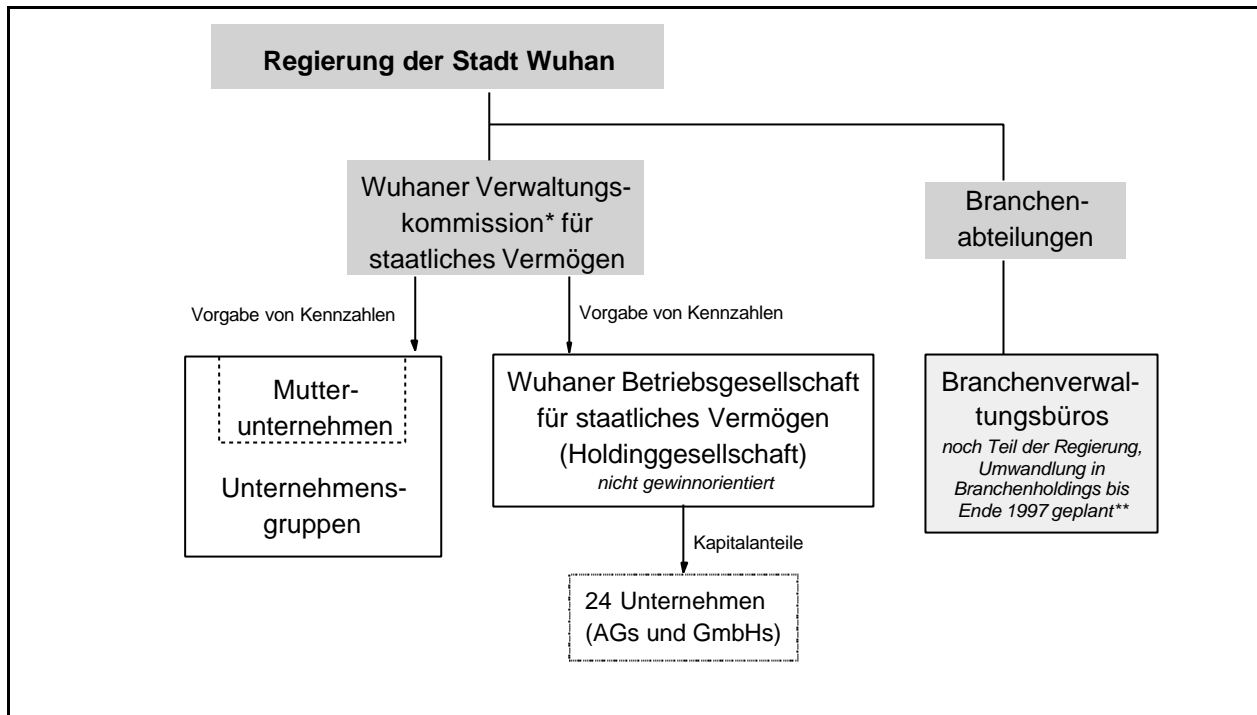 Regierung der Stadt Wuhan
Wuhaner Verwaltungs-
kommission* für
staatliches Vermögen
Branchen-
abteilungen
Vorgabe von Kennzahlen
Vorgabe von Kennzahlen
Mutter-
unternehmen
Unternehmens-
gruppen
Wuhaner Betriebsgesellschaft
für staatliches Vermögen
(Holdinggesellschaft)
nicht gewinnorientiert
Branchenverwal-
tungsbüros
noch Teil der Regierung,
Umwandlung in
Branchenholdings bis
Ende 1997 geplant**
Kapitalanteile
24 Unternehmen
(AGs und GmbHs)